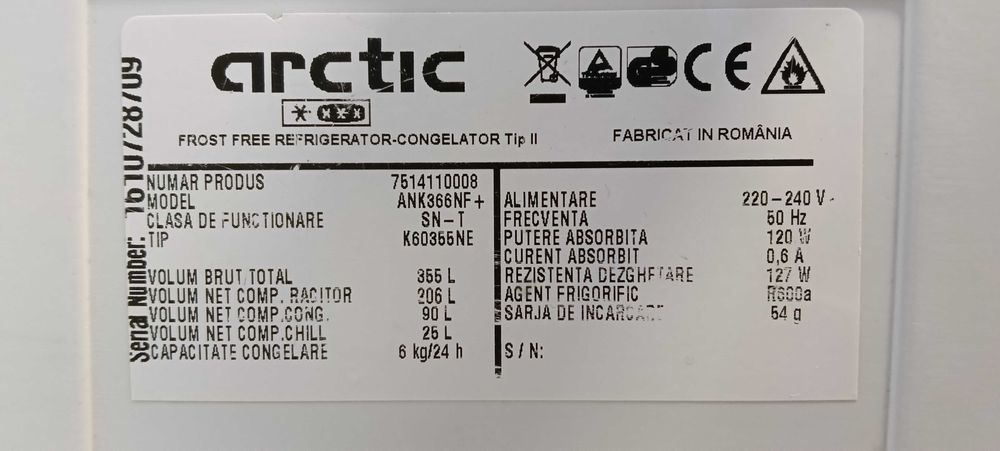 arctic
FROST FREE REFRIGERATOR-CONGELATOR Tip II
FABRICAT IN ROMÂNIA
NUMAR PRODUS 7514110008
MODEL ANK366NF+
CLASA DE FUNCTIONARE SN-T
TIP K60355NE
VOLUM BRUT TOTAL 355 L
VOLUM NET COMP. RACITOR 206 L
VOLUM NET COMP.CONG. 90 L
VOLUM NET COMP.CHILL 25 L
CAPACITATE CONGELARE 6 kg/24 h
ALIMENTARE 220-240 V~
FRECVENTA 50 Hz
PUTERE ABSORBITA 120 W
CURENT ABSORBIT 0,6 A
REZISTENTA DEZGHETARE 127 W
AGENT FRIGORIFIC R600a
SARJA DE INCARCARE 54 g
S/N:
Serial Number: